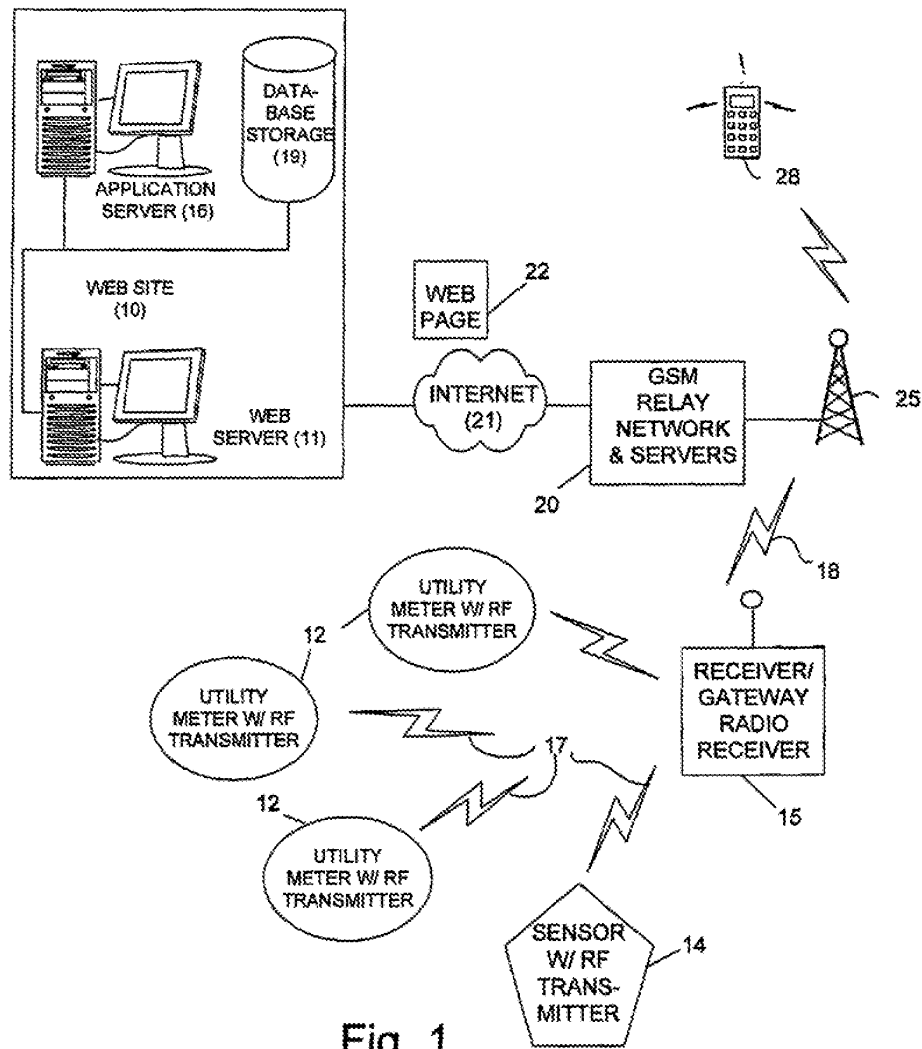 DATA-
BASE
STORAGE
(19)
APPLICATION
SERVER (16)
WEB SITE
(10)
WEB
SERVER (11)
28
22
WEB
PAGE
INTERNET
(21)
GSM
RELAY
NETWORK
& SERVERS
20
25
18
UTILITY
METER W/ RF
TRANSMITTER
12
UTILITY
METER W/ RF
TRANSMITTER
17
12
UTILITY
METER W/ RF
TRANSMITTER
RECEIVER/
GATEWAY
RADIO
RECEIVER
15
SENSOR
W/ RF
TRANS-
MITTER
14
Fig. 1